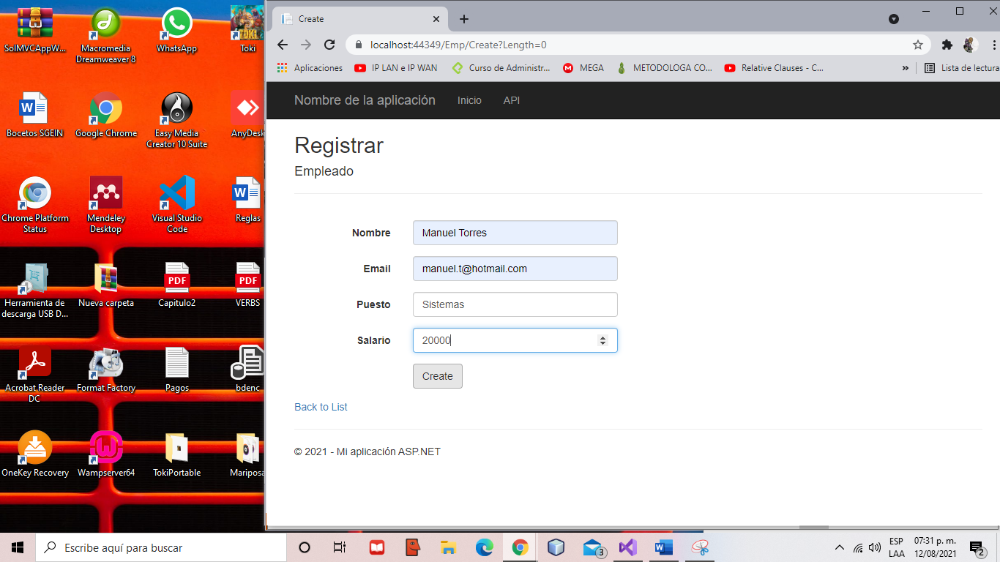 SolMVCAppW...
Macromedia Dreamweaver 8
WhatsApp
Toki
Bocetos SGEIN
Google Chrome
Easy Media Creator 10 Suite
AnyDesk
Chrome Platform Status
Mendeley Desktop
Visual Studio Code
Reglas
Herramienta de descarga USB D...
Nueva carpeta
PDF
Capitulo2
PDF
VERBS
Acrobat Reader DC
Format Factory
Pagos
bdenc
OneKey Recovery
Wampserver64
TokiPortable
Mariposa
Create
localhost:44349/Emp/Create?Length=0
Aplicaciones
IP LAN e IP WAN
Curso de Administr...
MEGA
METODOLOGA CO...
Relative Clauses - C...
»
Lista de lectura
Nombre de la aplicación
Inicio
API
Registrar
Empleado
Nombre
Manuel Torres
Email
manuel.t@hotmail.com
Puesto
Sistemas
Salario
20000
Create
Back to List
© 2021 - Mi aplicación ASP.NET
Escribe aquí para buscar
3
ESP
LAA
07:31 p. m.
12/08/2021
2